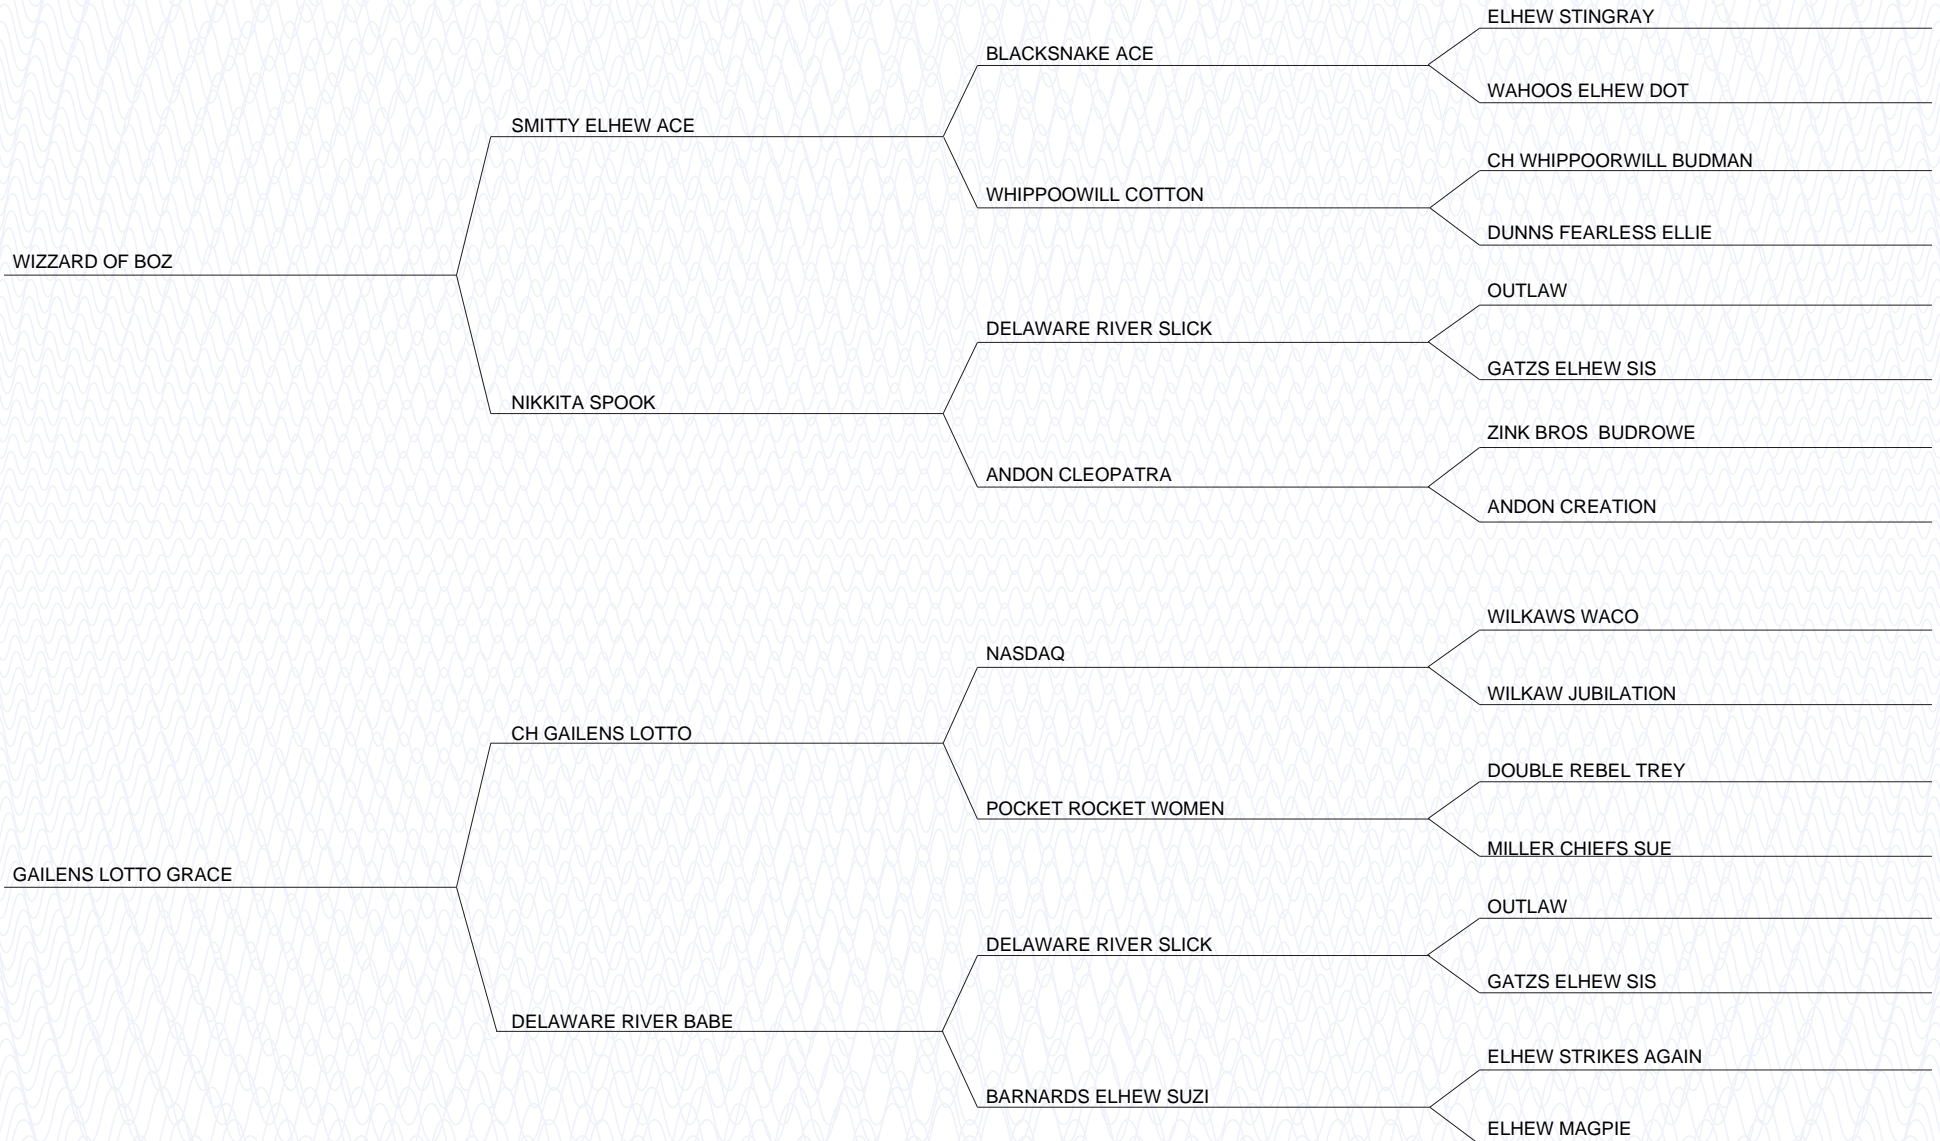 ELHEW STINGRAY
BLACKSNAKE ACE
WAHOOS ELHEW DOT
SMITTY ELHEW ACE
CH WHIPPOORWILL BUDMAN
WHIPPOOWILL COTTON
DUNNS FEARLESS ELLIE
WIZZARD OF BOZ
OUTLAW
DELAWARE RIVER SLICK
GATZS ELHEW SIS
NIKKITA SPOOK
ZINK BROS  BUDROWE
ANDON CLEOPATRA
ANDON CREATION
WILKAWS WACO
NASDAQ
WILKAW JUBILATION
CH GAILENS LOTTO
DOUBLE REBEL TREY
POCKET ROCKET WOMEN
MILLER CHIEFS SUE
GAILENS LOTTO GRACE
OUTLAW
DELAWARE RIVER SLICK
GATZS ELHEW SIS
DELAWARE RIVER BABE
ELHEW STRIKES AGAIN
BARNARDS ELHEW SUZI
ELHEW MAGPIE